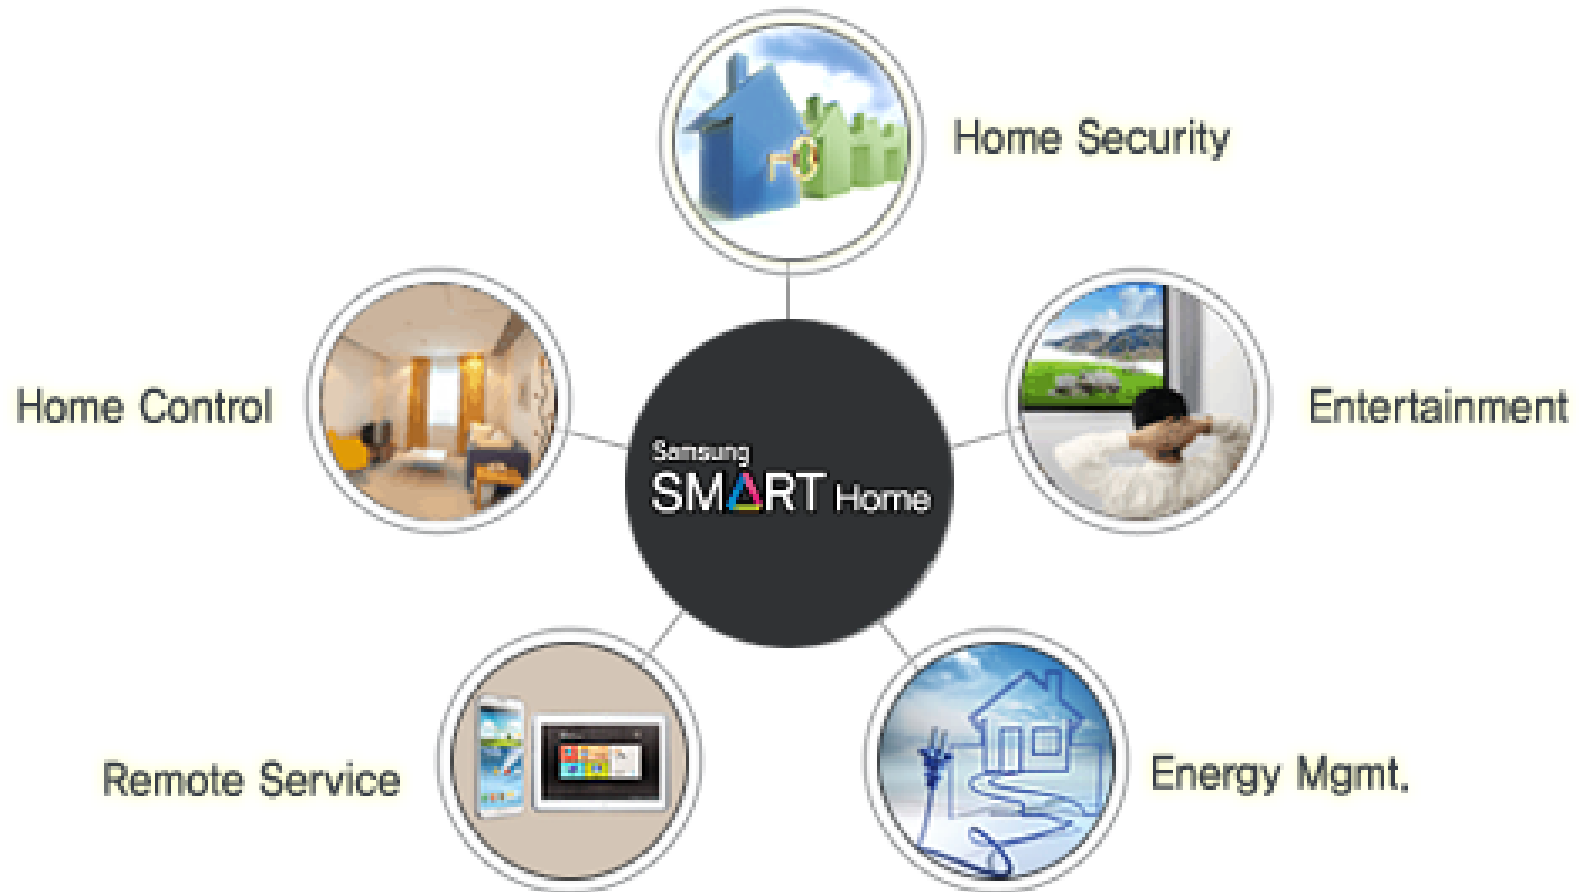 Home Security
Home Control
Entertainment
Samsung
SMART Home
Remote Service
Energy Mgmt.